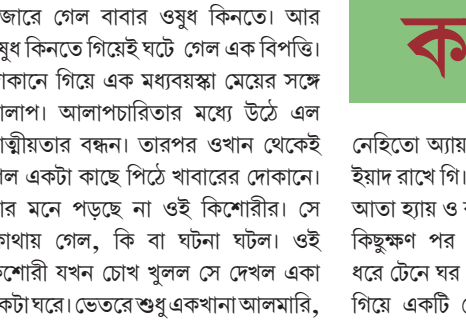 গেল বাবার ওষুধ কিনতে। আর
কিনতে গিয়েই ঘটে গেল এক বিপত্তি।
গিয়ে এক মধ্যবয়স্কা মেয়ের সঙ্গে
আলাপচারিতার মধ্যে উঠে এল
বন্ধন। তারপর ওখান থেকেই
একটা কাছে পিঠে খাবারের দোকানে।
মনে পড়ছে না ওই কিশোরীর। সে
গেল, কি বা ঘটনা ঘটল। ওই
যখন চোখ খুলল সে দেখল একা
ঘরে। ভেতরে শুধু একখানা আলমারি,
ক
নেহিতো
ইয়াদ রাখে গি।
আতা হ্যায় ও
কিছুক্ষণ পর
ধরে টেনে ঘর
গিয়ে একটি